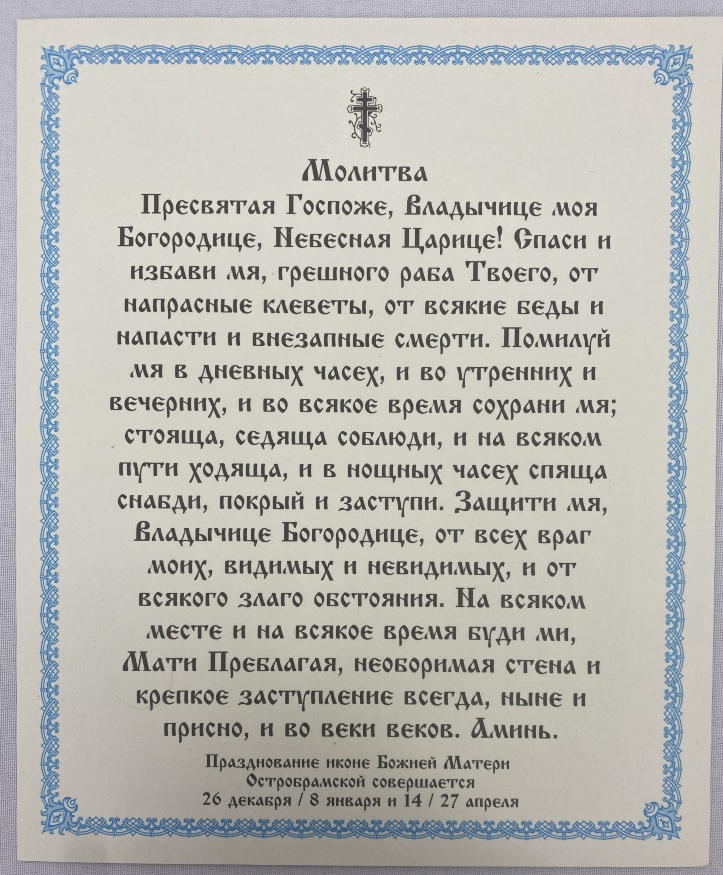 Молитва
Пресвятая Госпоже, Владычице моя
Богородице, Небесная Царице! Спаси и
избави мя, грешного раба Твоего, от
напрасные клеветы, от всякие беды и
напасти и внезапные смерти. Помилуй
мя в дневных часех, и во утренних и
вечерних, и во всякое время сохрани мя;
стояща, седяща соблюди, и на всяком
пути ходяща, и в нощных часех спяща
снабди, покрый и заступи. Защити мя,
Владычице Богородице, от всех враг
моих, видимых и невидимых, и от
всякого злаго обстояния. На всяком
месте и на всякое время буди ми,
Мати Преблагая, необоримая стена и
крепкое заступление всегда, ныне и
присно, и во веки веков. Аминь.
Празднование иконе Божией Матери
Остробрамской совершается
26 декабря / 8 января и 14 / 27 апреля